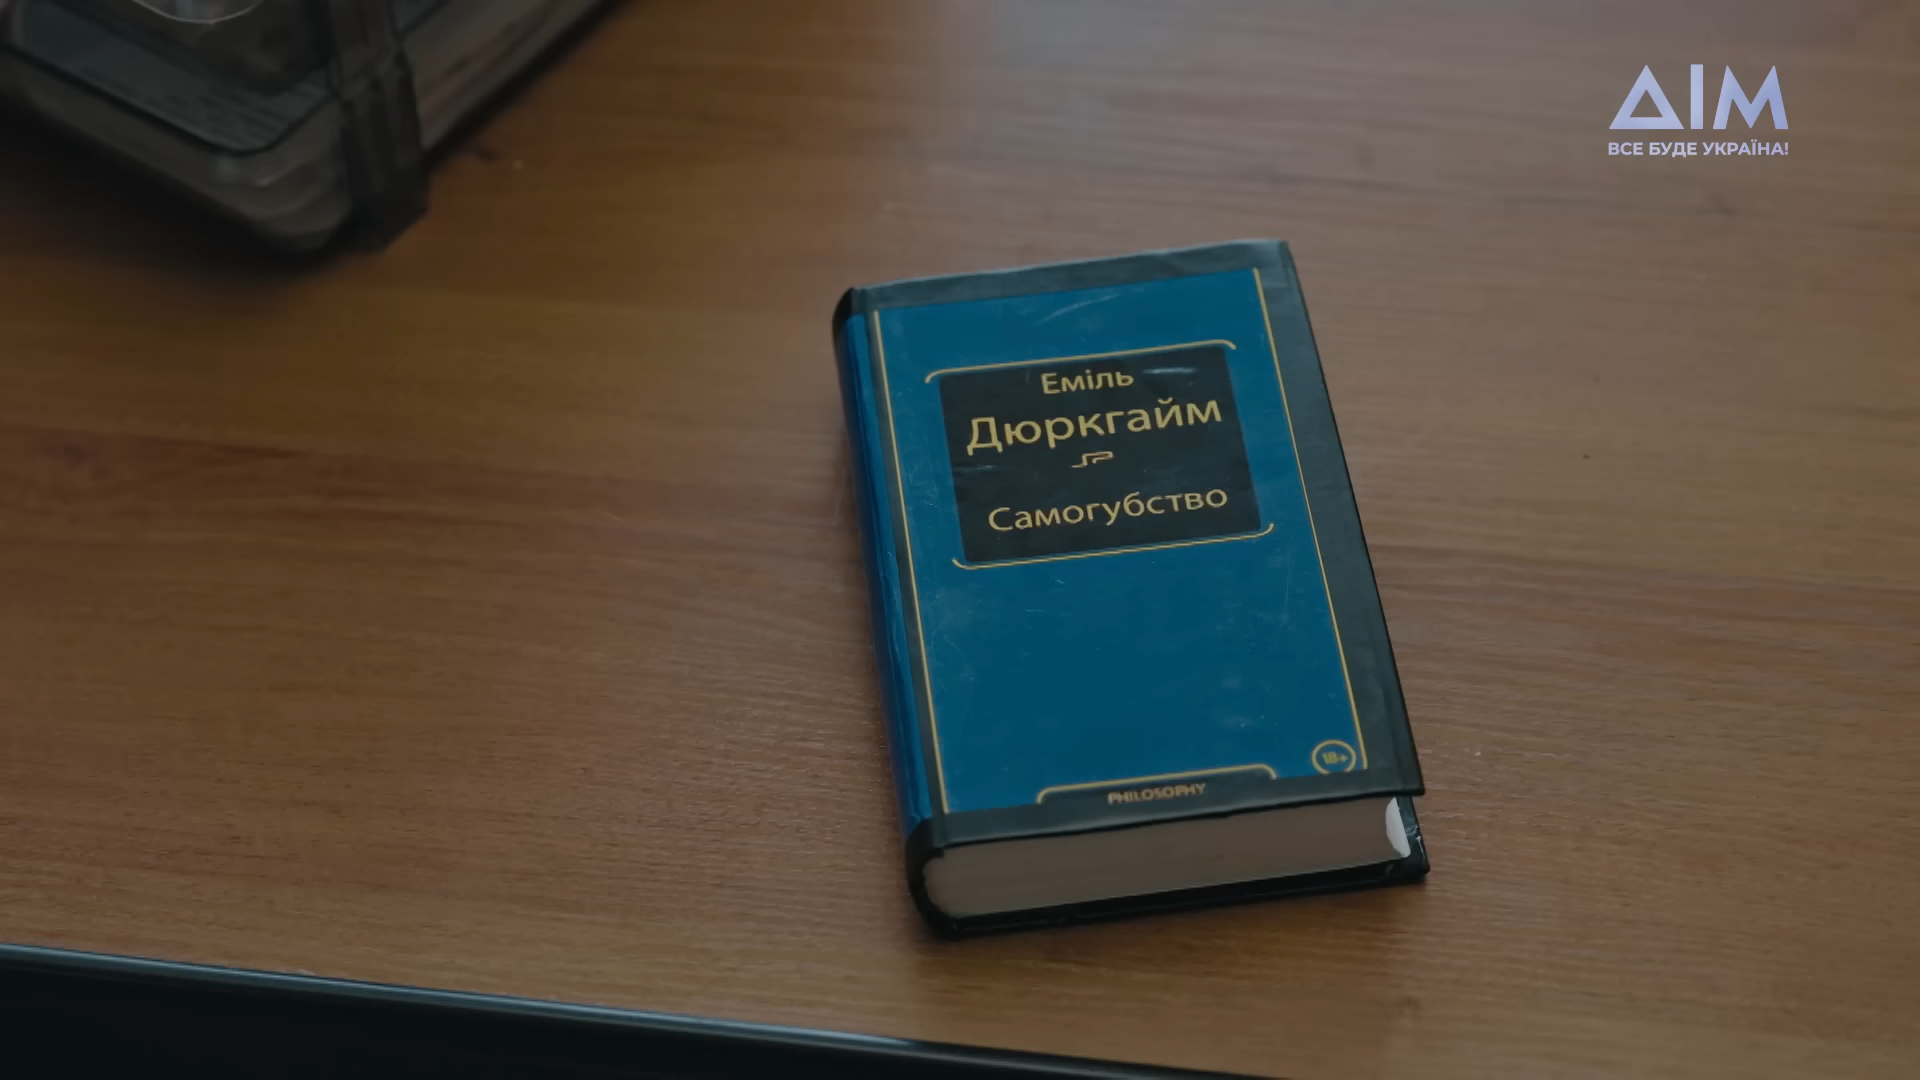 ДІМ
ВСЕ БУДЕ УКРАЇНА!
Еміль
Дюркгайм
Самогубство
18+
PHILOSOPHY